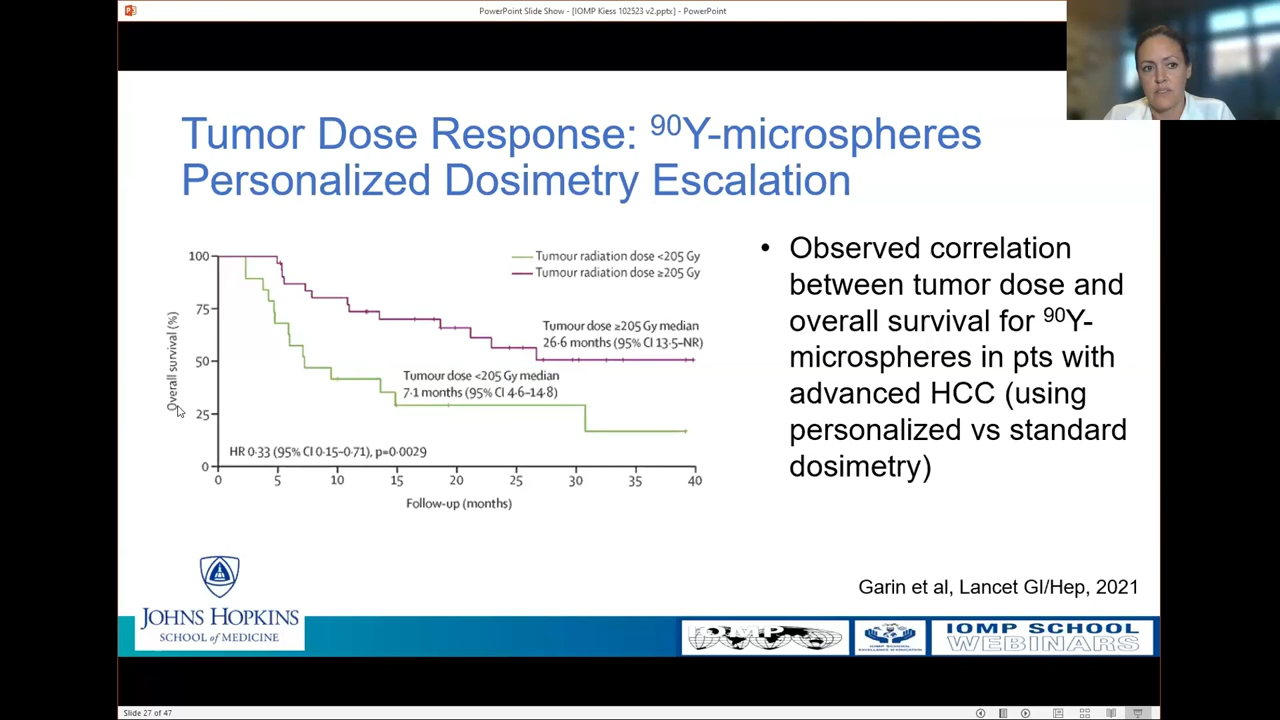 PowerPoint Slide Show - [IOMP Kiess 102523 v2.pptx] - PowerPoint
Tumor Dose Response: ⁹⁰Y-microspheres
Personalized Dosimetry Escalation
Tumour radiation dose <205 Gy
Tumour radiation dose ≥205 Gy
100
75
50
25
0
Overall survival (%)
Tumour dose ≥205 Gy median
26·6 months (95% CI 13·5–NR)
Tumour dose <205 Gy median
7·1 months (95% CI 4·6–14·8)
HR 0·33 (95% CI 0·15–0·71), p=0·0029
0 5 10 15 20 25 30 35 40
Follow-up (months)
• Observed correlation
between tumor dose and
overall survival for ⁹⁰Y-
microspheres in pts with
advanced HCC (using
personalized vs standard
dosimetry)
Garin et al, Lancet GI/Hep, 2021
JOHNS HOPKINS
SCHOOL of MEDICINE
IOMP
IOMP SCHOOL
EXCELLENCE IN EDUCATION
IOMP SCHOOL
WEBINARS
Slide 27 of 47